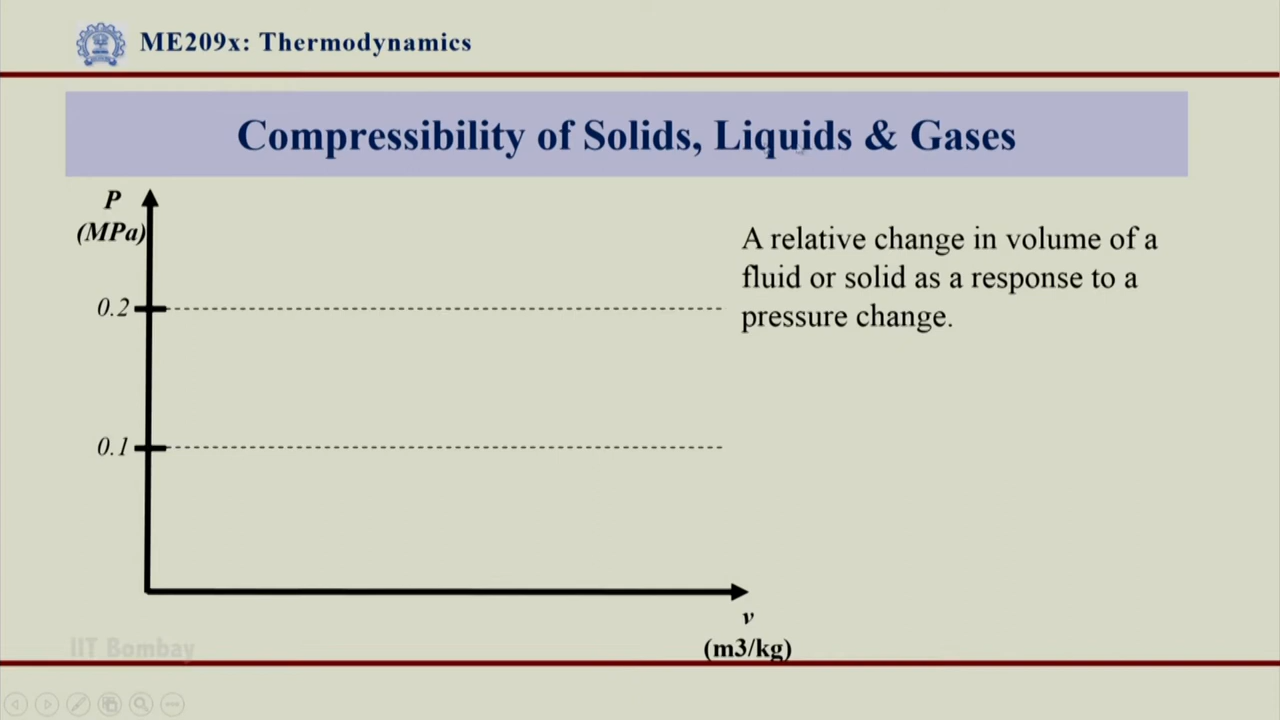 ME209x: Thermodynamics
Compressibility of Solids, Liquids & Gases
P
(MPa)
0.2
0.1
A relative change in volume of a
fluid or solid as a response to a
pressure change.
v
(m3/kg)
IIT Bombay